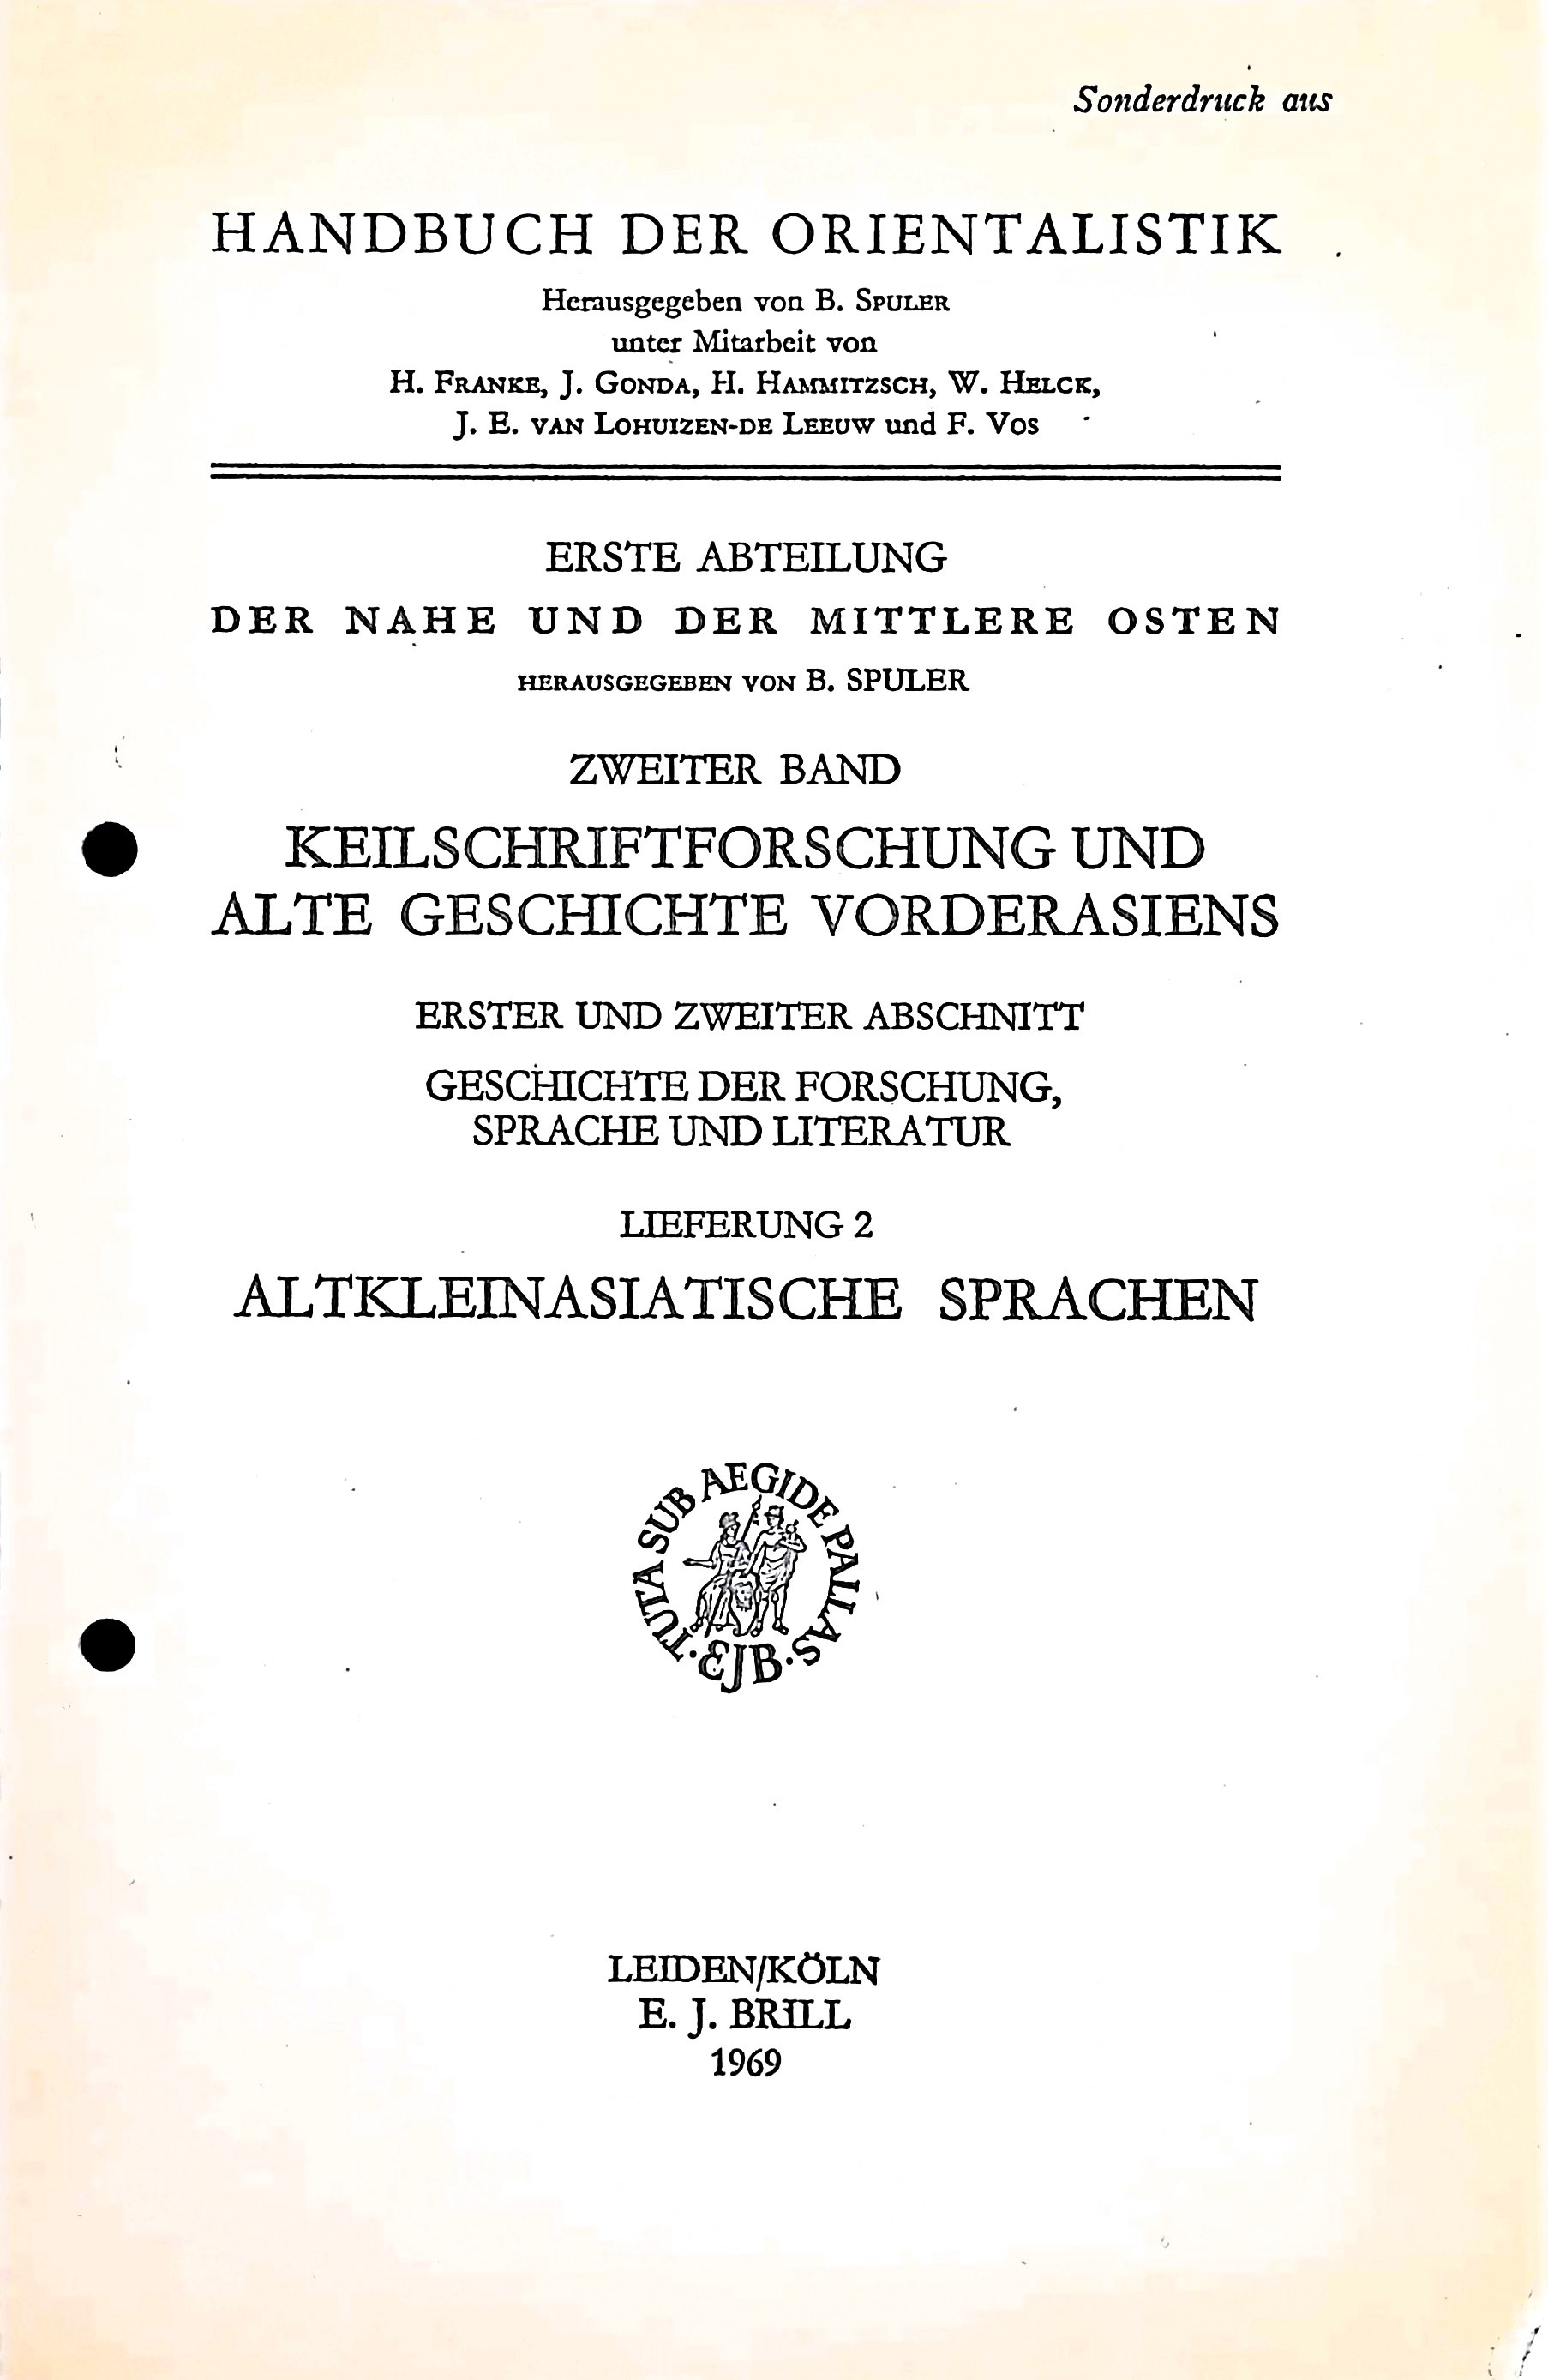 Sonderdruck aus
HANDBUCH DER ORIENTALISTIK
Herausgegeben von B. SPULER
unter Mitarbeit von
H. FRANKE, J. GONDA, H. HAMMITZSCH, W. HELCK,
J. E. VAN LOHUIZEN-DE LEEUW und F. VOS
ERSTE ABTEILUNG
DER NAHE UND DER MITTLERE OSTEN
HERAUSGEGEBEN VON B. SPULER
ZWEITER BAND
KEILSCHRIFTFORSCHUNG UND
ALTE GESCHICHTE VORDERASIENS
ERSTER UND ZWEITER ABSCHNITT
GESCHICHTE DER FORSCHUNG,
SPRACHE UND LITERATUR
LIEFERUNG 2
ALTKLEINASIATISCHE SPRACHEN
TUTA SUB AEGIDE PALLAS
·EJB·
LEIDEN/KÖLN
E. J. BRILL
1969